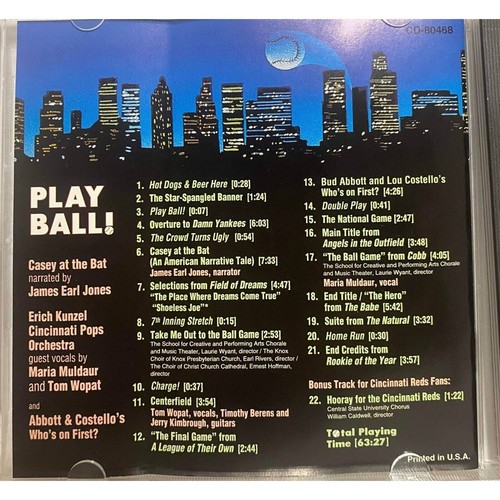 CD-80468
PLAY
BALL!
Casey at the Bat
narrated by
James Earl Jones
Erich Kunzel
Cincinnati Pops
Orchestra
guest vocals by
Maria Muldaur
and Tom Wopat
and
Abbott & Costello's
Who's on First?
1. Hot Dogs & Beer Here [0:28]
2. The Star-Spangled Banner [1:24]
3. Play Ball! [0:07]
4. Overture to Damn Yankees [6:03]
5. The Crowd Turns Ugly [0:54]
6. Casey at the Bat
(An American Narrative Tale) [7:33]
James Earl Jones, narrator
7. Selections from Field of Dreams [4:47]
"The Place Where Dreams Come True"
"Shoeless Joe"*
8. 7th Inning Stretch [0:15]
9. Take Me Out to the Ball Game [2:53]
The School for Creative and Performing Arts Chorale
and Music Theater, Laurie Wyant, director / The Knox
Choir of Knox Presbyterian Church, Earl Rivers, director /
The Choir of Christ Church Cathedral, Ernest Hoffman,
director
10. Charge! [0:37]
11. Centerfield [3:54]
Tom Wopat, vocals, Timothy Berens and
Jerry Kimbrough, guitars
12. "The Final Game" from
A League of Their Own [2:44]
13. Bud Abbott and Lou Costello's
Who's on First? [4:26]
14. Double Play [0:41]
15. The National Game [2:47]
16. Main Title from
Angels in the Outfield [3:48]
17. "The Ball Game" from Cobb [4:05]
The School for Creative and Performing Arts Chorale
and Music Theater, Laurie Wyant, director
Maria Muldaur, vocal
18. End Title / "The Hero"
from The Babe [5:42]
19. Suite from The Natural [3:32]
20. Home Run [0:30]
21. End Credits from
Rookie of the Year [3:57]
Bonus Track for Cincinnati Reds Fans:
22. Hooray for the Cincinnati Reds [1:22]
Central State University Chorus
William Caldwell, director
Total Playing
Time [63:27]
Printed in U.S.A.